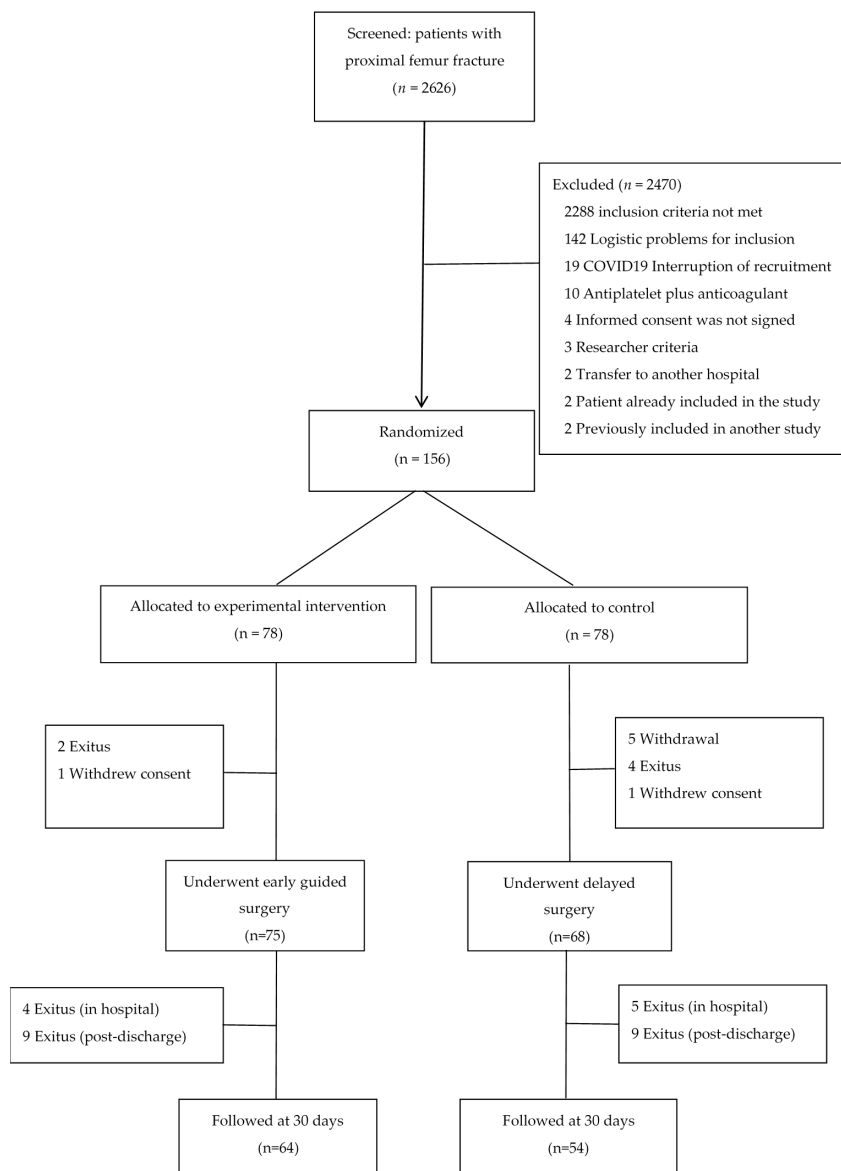 Screened: patients with
proximal femur fracture
(n = 2626)
Excluded (n = 2470)
2288 inclusion criteria not met
142 Logistic problems for inclusion
19 COVID19 Interruption of recruitment
10 Antiplatelet plus anticoagulant
4 Informed consent was not signed
3 Researcher criteria
2 Transfer to another hospital
2 Patient already included in the study
2 Previously included in another study
Randomized
(n = 156)
Allocated to experimental intervention
(n = 78)
Allocated to control
(n = 78)
2 Exitus
1 Withdrew consent
5 Withdrawal
4 Exitus
1 Withdrew consent
Underwent early guided
surgery
(n=75)
Underwent delayed
surgery
(n=68)
4 Exitus (in hospital)
9 Exitus (post-discharge)
5 Exitus (in hospital)
9 Exitus (post-discharge)
Followed at 30 days
(n=64)
Followed at 30 days
(n=54)